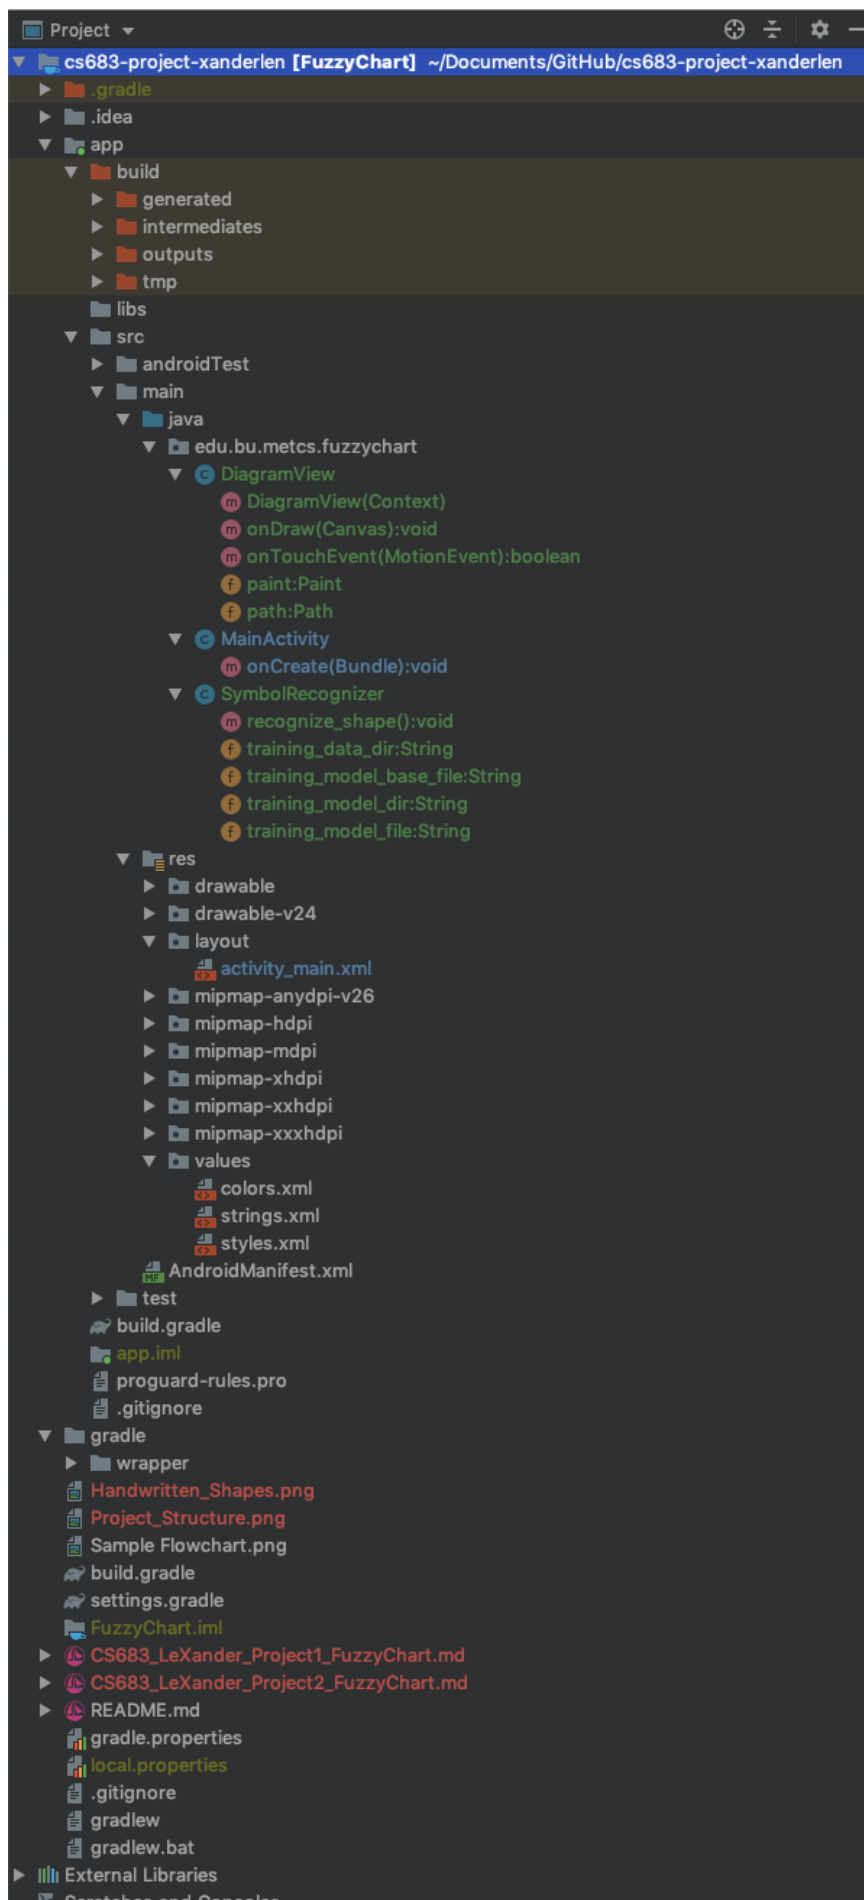 Project
cs683-project-xanderlen [FuzzyChart] ~/Documents/GitHub/cs683-project-xanderlen
.gradle
.idea
app
build
generated
intermediates
outputs
tmp
libs
src
androidTest
main
java
edu.bu.metcs.fuzzychart
C DiagramView
m DiagramView(Context)
m onDraw(Canvas):void
m onTouchEvent(MotionEvent):boolean
f paint:Paint
f path:Path
C MainActivity
m onCreate(Bundle):void
C SymbolRecognizer
m recognize_shape():void
f training_data_dir:String
f training_model_base_file:String
f training_model_dir:String
f training_model_file:String
res
drawable
drawable-v24
layout
activity_main.xml
mipmap-anydpi-v26
mipmap-hdpi
mipmap-mdpi
mipmap-xhdpi
mipmap-xxhdpi
mipmap-xxxhdpi
values
colors.xml
strings.xml
styles.xml
MF AndroidManifest.xml
test
build.gradle
app.iml
proguard-rules.pro
.gitignore
gradle
wrapper
Handwritten_Shapes.png
Project_Structure.png
Sample Flowchart.png
build.gradle
settings.gradle
FuzzyChart.iml
CS683_LeXander_Project1_FuzzyChart.md
CS683_LeXander_Project2_FuzzyChart.md
README.md
gradle.properties
local.properties
.gitignore
gradlew
gradlew.bat
External Libraries
Scratches and Consoles